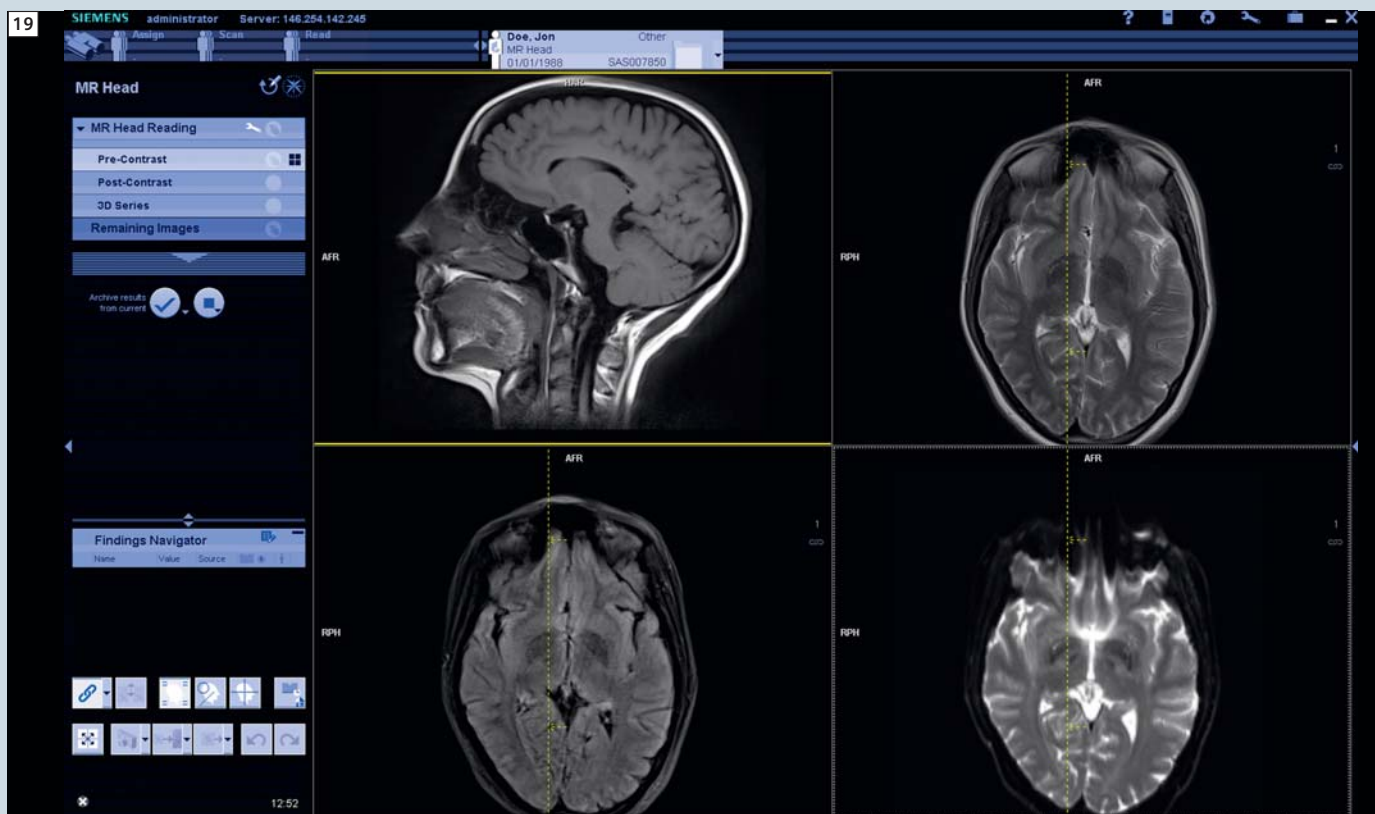 19
SIEMENS administrator Server: 146.254.142.245
Assign Scan Read
Doe, Jon Other
MR Head
01/01/1988 SAS007850
MR Head
MR Head Reading
Pre-Contrast
Post-Contrast
3D Series
Remaining Images
Archive results
from current
Findings Navigator
Name Value Source
12:52
AFR
AFR
1
RPH
AFR
1
RPH
AFR
1
RPH